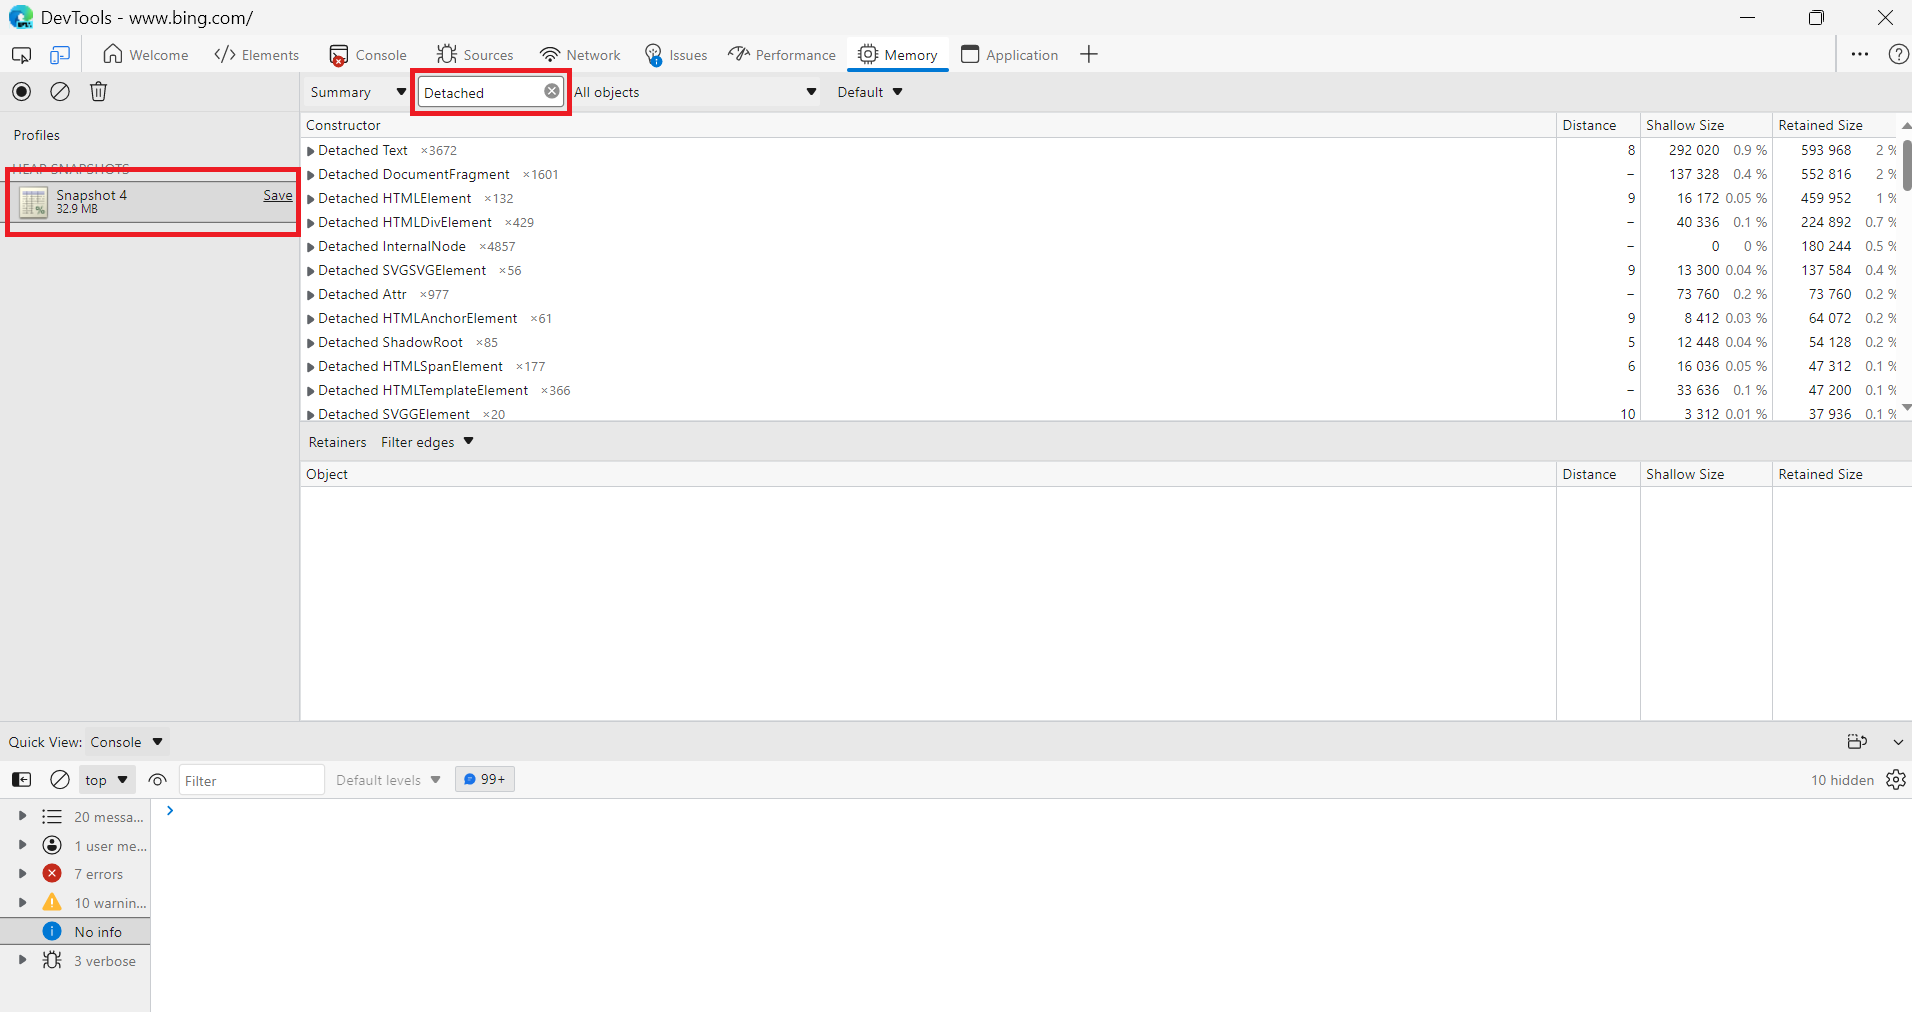 DevTools - www.bing.com/
Welcome Elements Console Sources Network Issues Performance Memory Application
Summary Detached All objects Default
Profiles
HEAP SNAPSHOTS
Snapshot 4 Save
32.9 MB
Constructor Distance Shallow Size Retained Size
Detached Text ×3672 8 292 020 0.9 % 593 968 2 %
Detached DocumentFragment ×1601 – 137 328 0.4 % 552 816 2 %
Detached HTMLElement ×132 9 16 172 0.05 % 459 952 1 %
Detached HTMLDivElement ×429 – 40 336 0.1 % 224 892 0.7 %
Detached InternalNode ×4857 – 0 0 % 180 244 0.5 %
Detached SVGSVGElement ×56 9 13 300 0.04 % 137 584 0.4 %
Detached Attr ×977 – 73 760 0.2 % 73 760 0.2 %
Detached HTMLAnchorElement ×61 9 8 412 0.03 % 64 072 0.2 %
Detached ShadowRoot ×85 5 12 448 0.04 % 54 128 0.2 %
Detached HTMLSpanElement ×177 6 16 036 0.05 % 47 312 0.1 %
Detached HTMLTemplateElement ×366 – 33 636 0.1 % 47 200 0.1 %
Detached SVGGElement ×20 10 3 312 0.01 % 37 936 0.1 %
Retainers Filter edges
Object Distance Shallow Size Retained Size
Quick View: Console
top Filter Default levels 99+ 10 hidden
20 messa...
1 user me...
7 errors
10 warnin...
No info
3 verbose